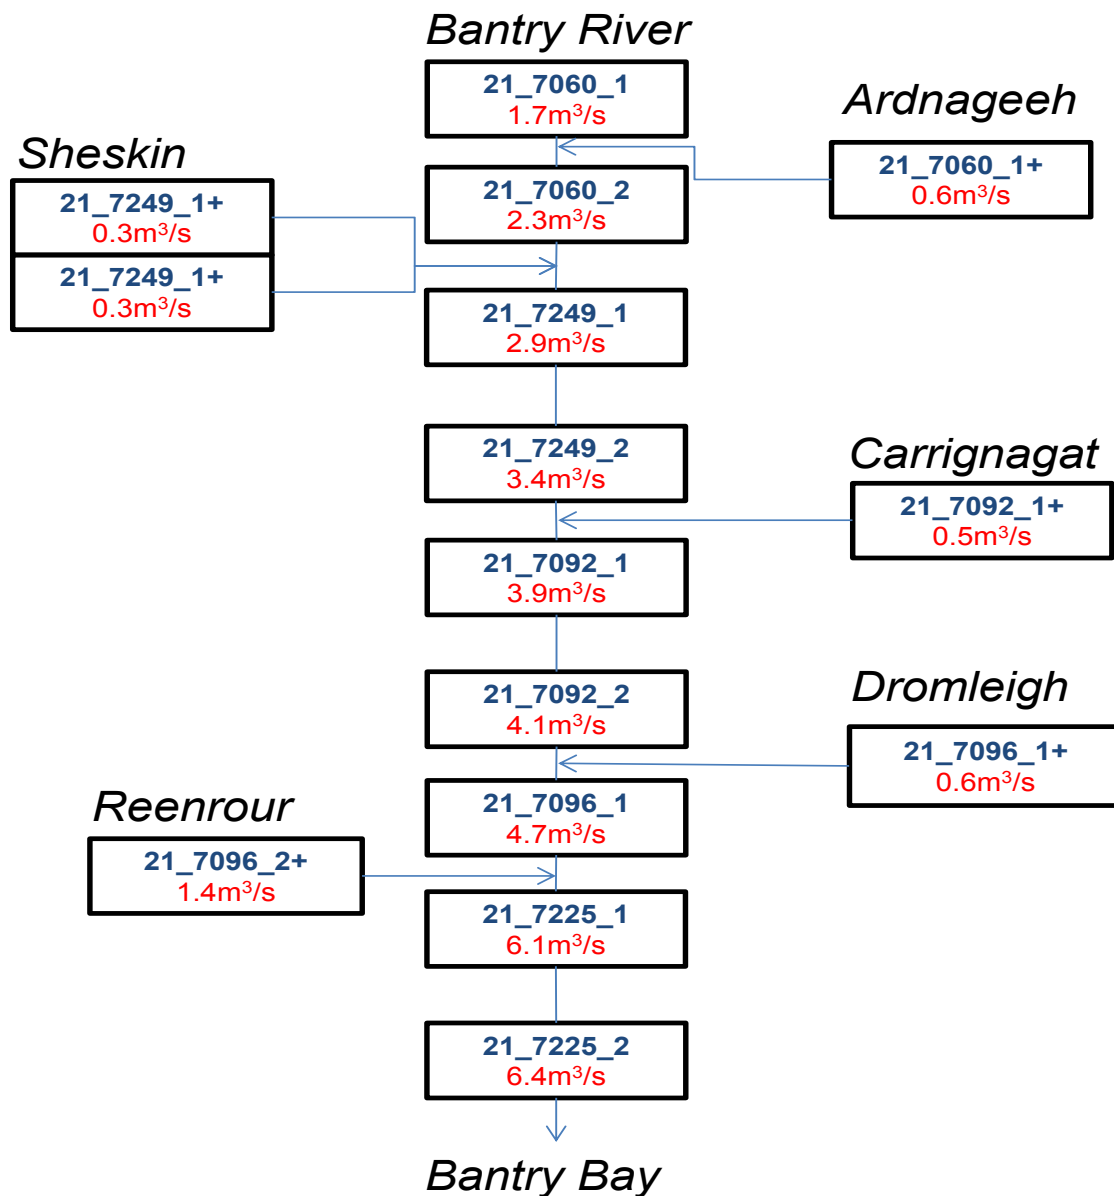 Bantry River
21_7060_1
1.7m³/s
Ardnageeh
21_7060_1+
0.6m³/s
Sheskin
21_7249_1+
0.3m³/s
21_7249_1+
0.3m³/s
21_7060_2
2.3m³/s
21_7249_1
2.9m³/s
21_7249_2
3.4m³/s
Carrignagat
21_7092_1+
0.5m³/s
21_7092_1
3.9m³/s
21_7092_2
4.1m³/s
Dromleigh
21_7096_1+
0.6m³/s
21_7096_1
4.7m³/s
Reenrour
21_7096_2+
1.4m³/s
21_7225_1
6.1m³/s
21_7225_2
6.4m³/s
Bantry Bay